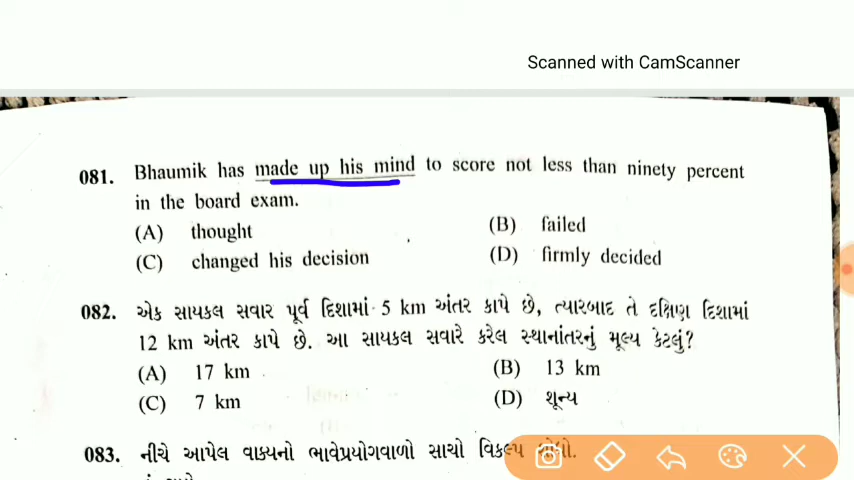 Scanned with CamScanner
081. Bhaumik has made up his mind to score not less than ninety percent
in the board exam.
(A) thought (B) failed
(C) changed his decision (D) firmly decided
082. એક સાયકલ સવાર પૂર્વ દિશામાં 5 km અંતર કાપે છે, ત્યારબાદ તે દક્ષિણ દિશામાં
12 km અંતર કાપે છે. આ સાયકલ સવારે કરેલ સ્થાનાંતરનું મૂલ્ય કેટલું?
(A) 17 km (B) 13 km
(C) 7 km (D) શૂન્ય
083. નીચે આપેલ વાક્યનો ભાવેપ્રયોગવાળો સાચો વિકલ્પ